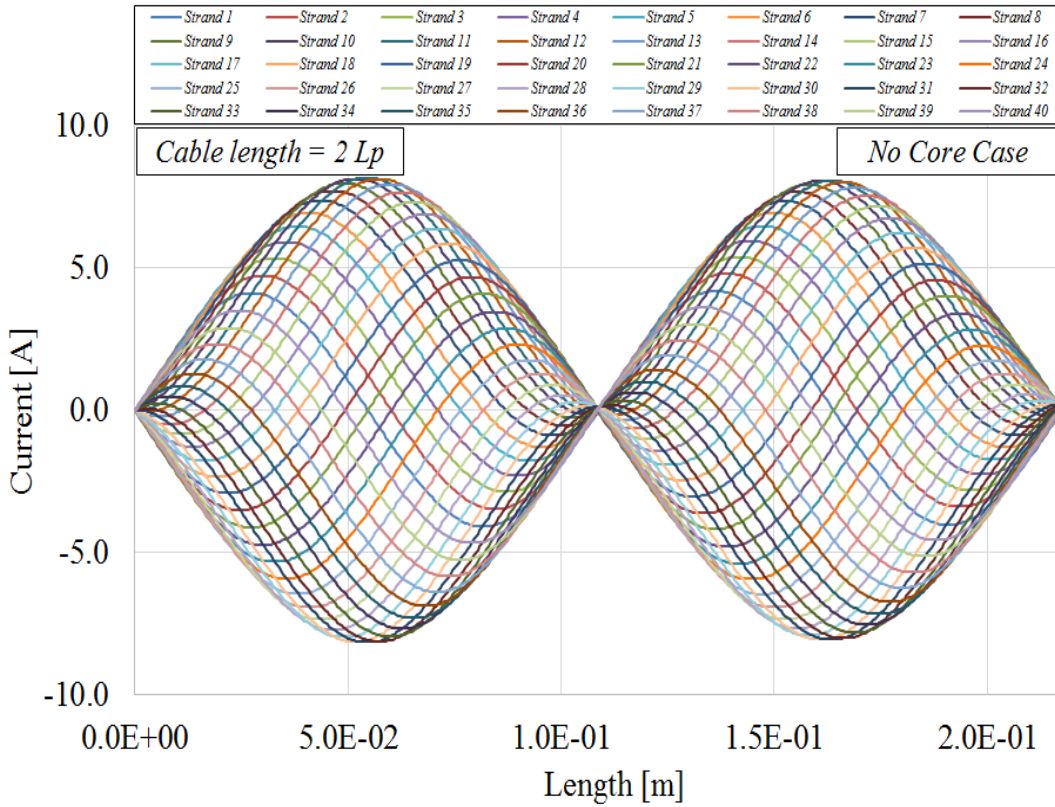 Strand 1 Strand 2 Strand 3 Strand 4 Strand 5 Strand 6 Strand 7 Strand 8
Strand 9 Strand 10 Strand 11 Strand 12 Strand 13 Strand 14 Strand 15 Strand 16
Strand 17 Strand 18 Strand 19 Strand 20 Strand 21 Strand 22 Strand 23 Strand 24
Strand 25 Strand 26 Strand 27 Strand 28 Strand 29 Strand 30 Strand 31 Strand 32
Strand 33 Strand 34 Strand 35 Strand 36 Strand 37 Strand 38 Strand 39 Strand 40
10.0
Cable length = 2 Lp
No Core Case
5.0
0.0
-5.0
-10.0
Current [A]
0.0E+00 5.0E-02 1.0E-01 1.5E-01 2.0E-01
Length [m]